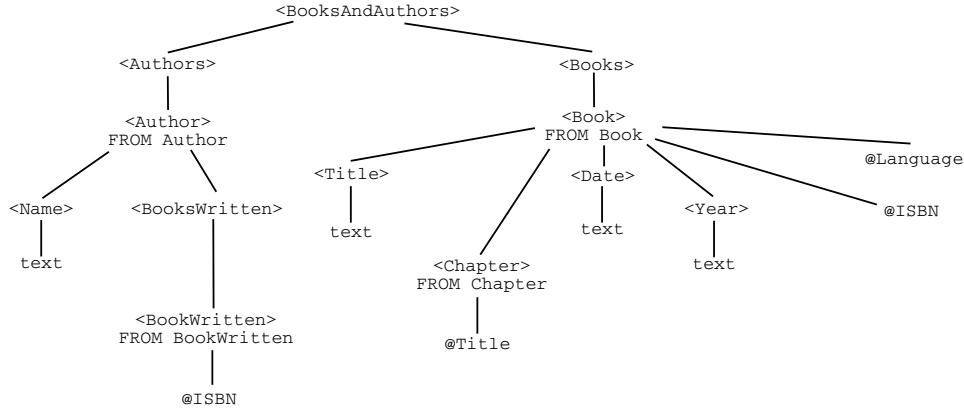 <BooksAndAuthors>
<Authors>
<Books>
<Author>
FROM Author
<Book>
FROM Book
@Language
<Title>
<Date>
<Name>
<BooksWritten>
<Year>
@ISBN
text
text
text
<Chapter>
FROM Chapter
text
<BookWritten>
FROM BookWritten
@Title
@ISBN